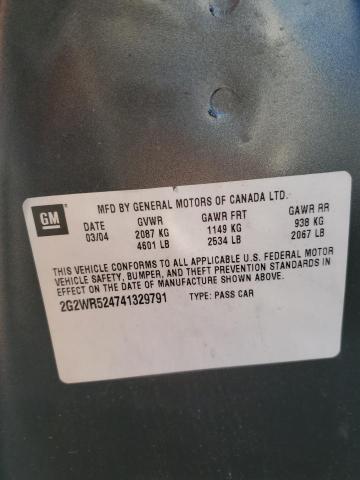 GM
MFD BY GENERAL MOTORS OF CANADA LTD.
DATE GVWR GAWR FRT GAWR RR
03/04 2087 KG 1149 KG 938 KG
4601 LB 2534 LB 2067 LB
THIS VEHICLE CONFORMS TO ALL APPLICABLE U.S. FEDERAL MOTOR
VEHICLE SAFETY, BUMPER, AND THEFT PREVENTION STANDARDS IN
EFFECT ON THE DATE OF MANUFACTURE SHOWN ABOVE.
2G2WR524741329791 TYPE: PASS CAR